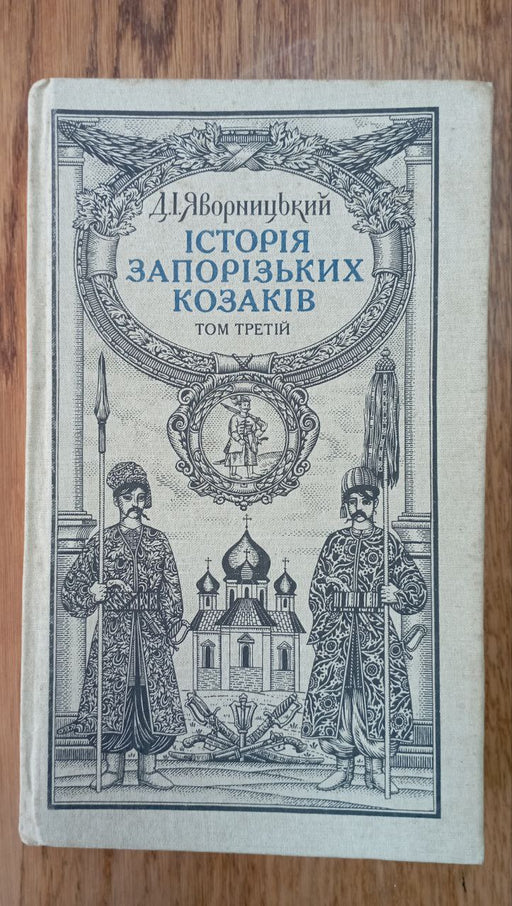 Д.І.Яворницький
ІСТОРІЯ
ЗАПОРІЗЬКИХ
КОЗАКІВ
ТОМ ТРЕТІЙ